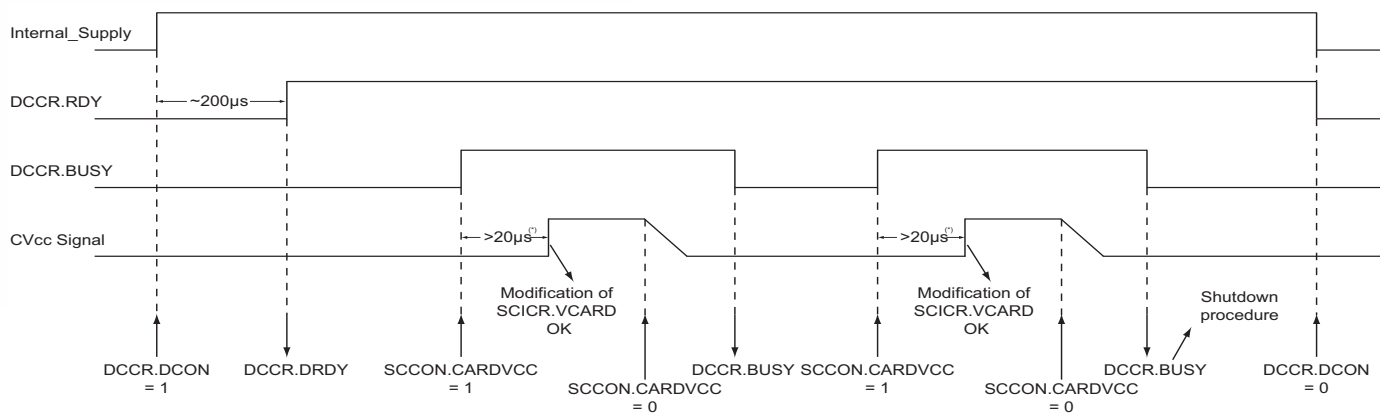 Internal_Supply
DCCR.RDY
~200µs
DCCR.BUSY
CVcc Signal
>20µs(*)
>20µs(*)
Modification of
SCICR.VCARD
OK
Modification of
SCICR.VCARD
OK
Shutdown
procedure
DCCR.DCON
= 1
DCCR.DRDY
SCCON.CARDVCC
= 1
SCCON.CARDVCC
= 0
DCCR.BUSY
SCCON.CARDVCC
= 1
SCCON.CARDVCC
= 0
DCCR.BUSY
DCCR.DCON
= 0